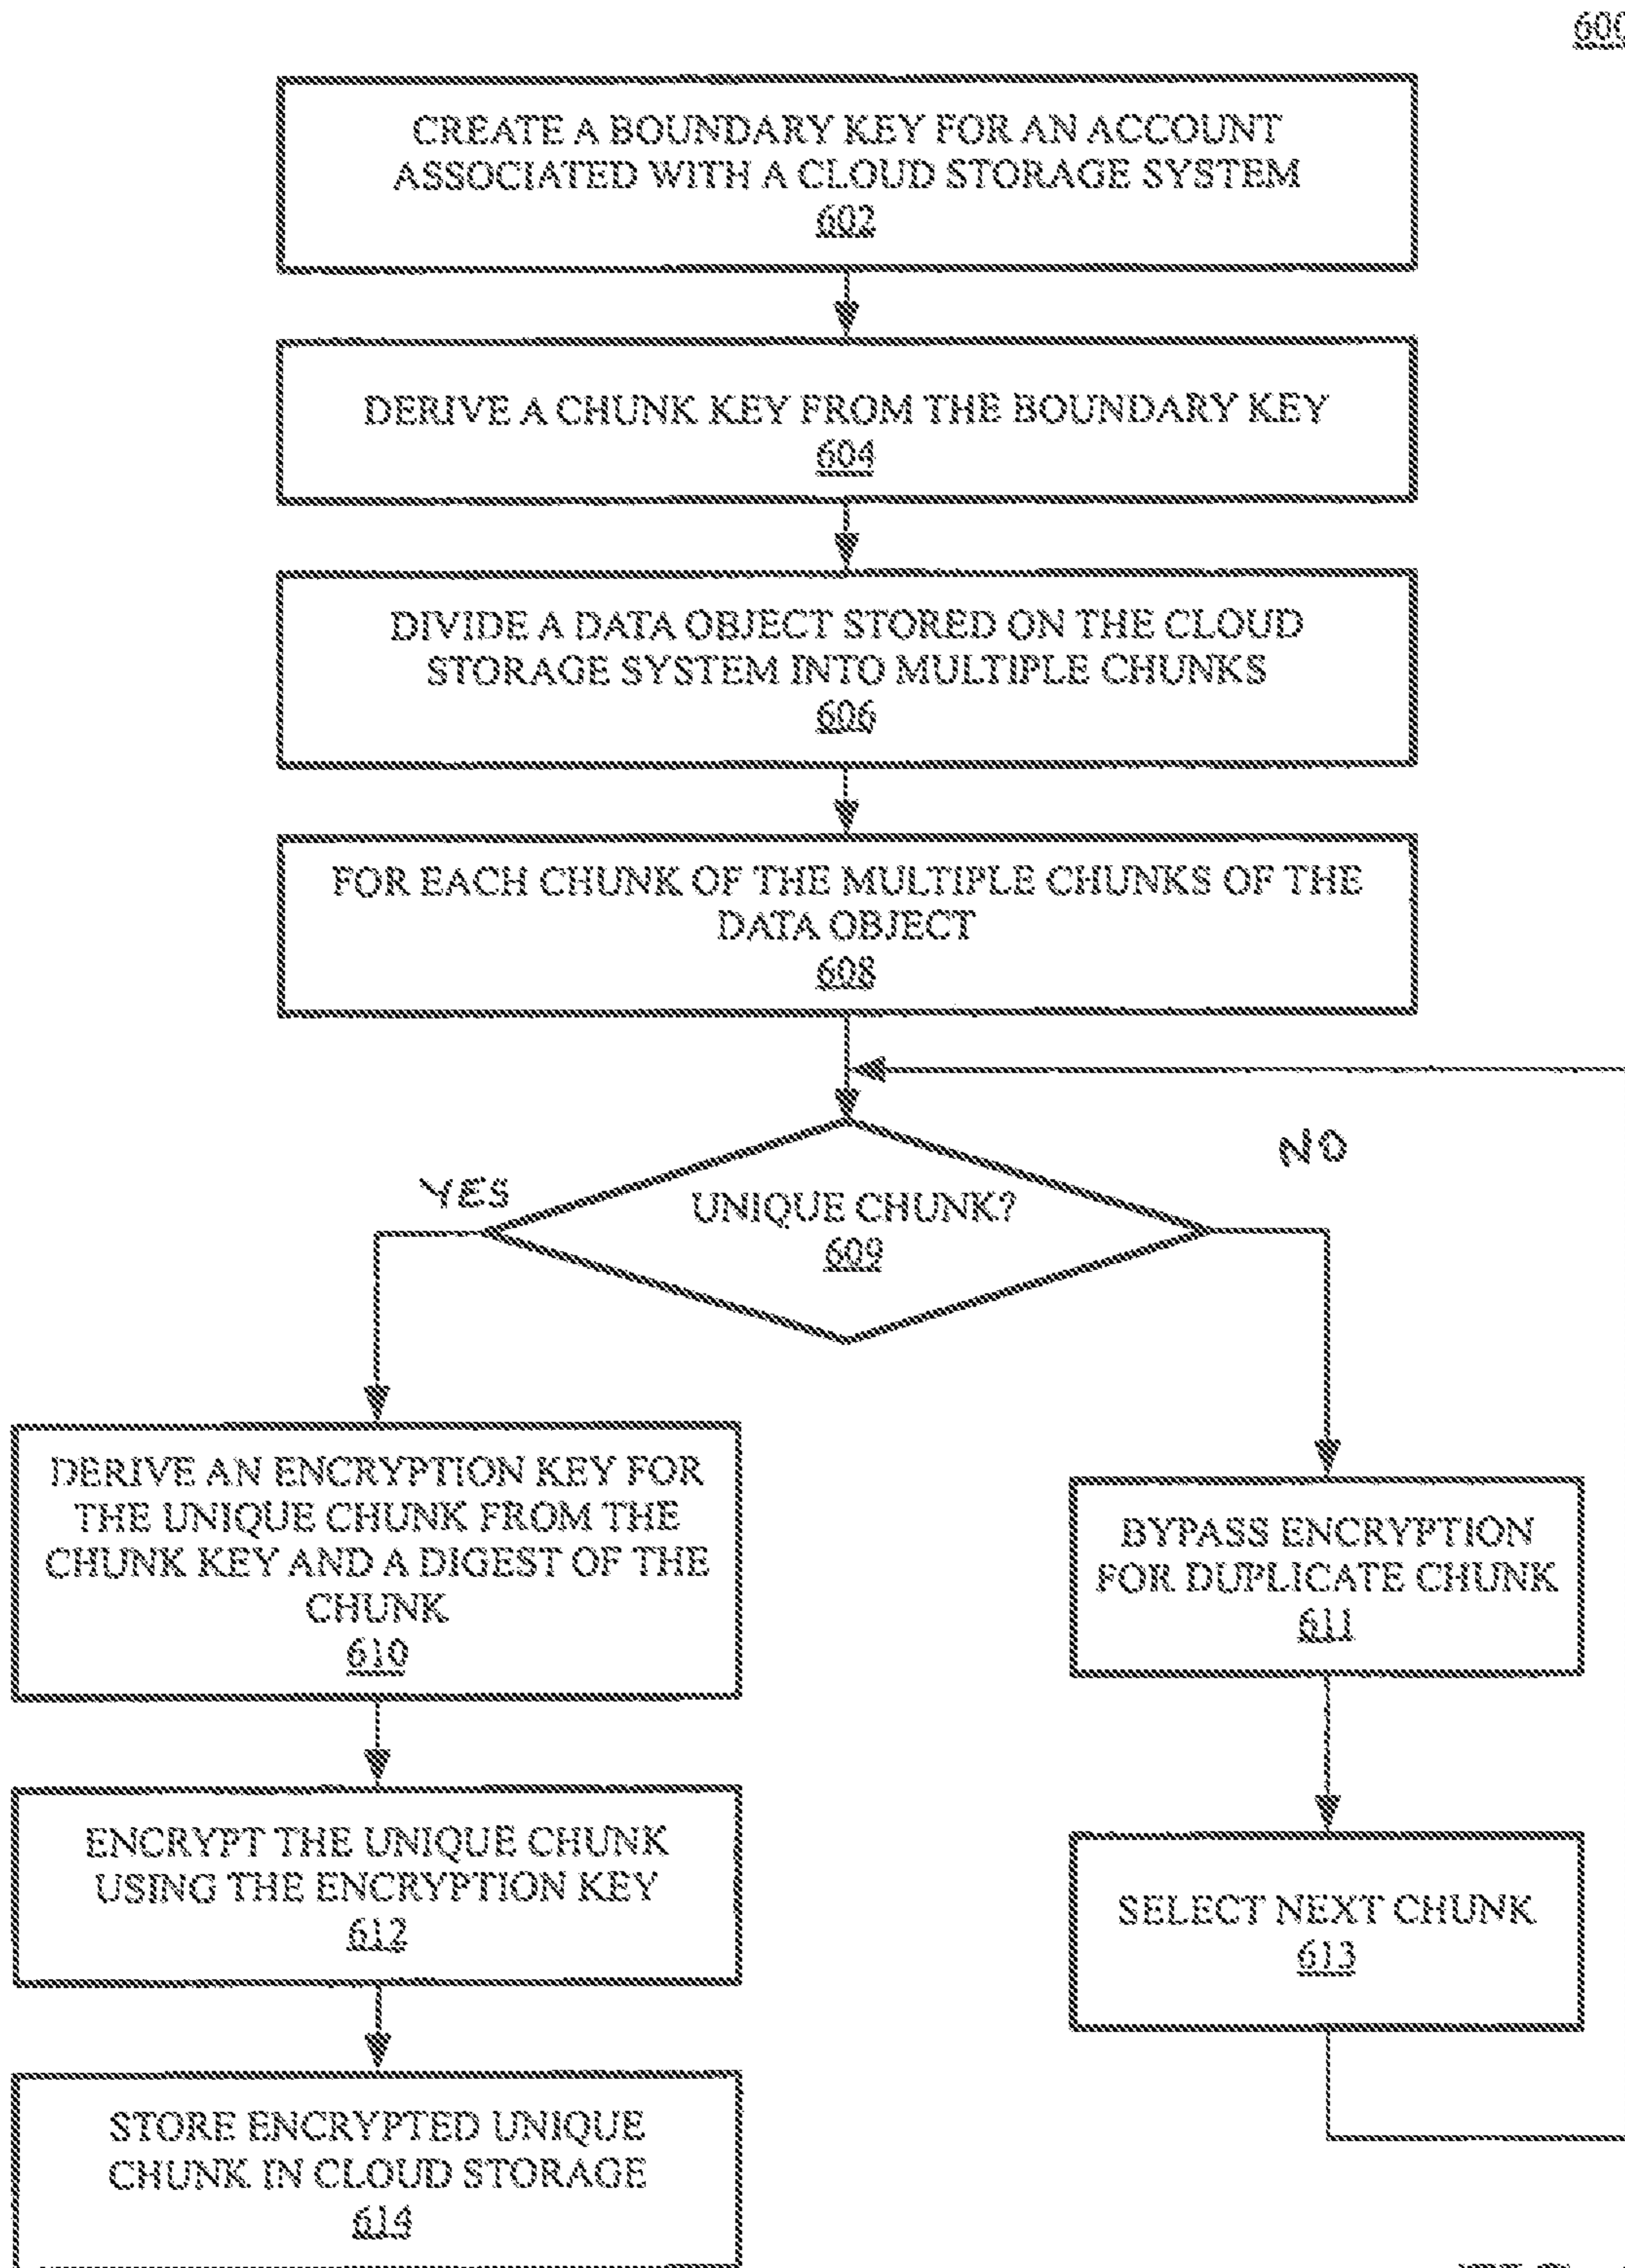 600
CREATE A BOUNDARY KEY FOR AN ACCOUNT
ASSOCIATED WITH A CLOUD STORAGE SYSTEM
602
DERIVE A CHUNK KEY FROM THE BOUNDARY KEY
604
DIVIDE A DATA OBJECT STORED ON THE CLOUD
STORAGE SYSTEM INTO MULTIPLE CHUNKS
606
FOR EACH CHUNK OF THE MULTIPLE CHUNKS OF THE
DATA OBJECT
608
NO
YES
UNIQUE CHUNK?
609
DERIVE AN ENCRYPTION KEY FOR
THE UNIQUE CHUNK FROM THE
CHUNK KEY AND A DIGEST OF THE
CHUNK
610
BYPASS ENCRYPTION
FOR DUPLICATE CHUNK
611
ENCRYPT THE UNIQUE CHUNK
USING THE ENCRYPTION KEY
612
SELECT NEXT CHUNK
613
STORE ENCRYPTED UNIQUE
CHUNK IN CLOUD STORAGE
614